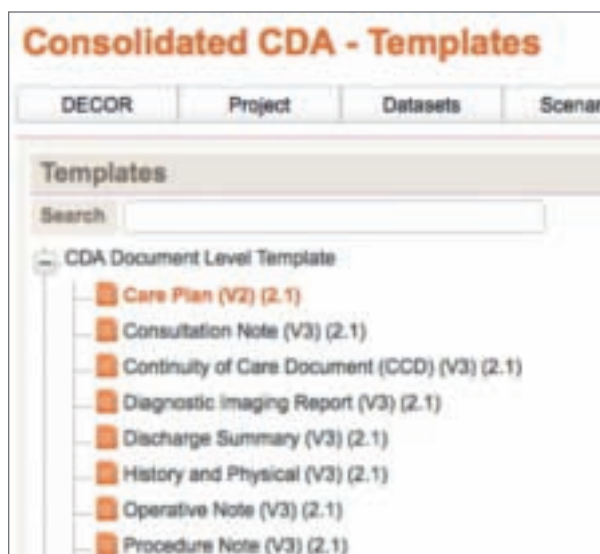 Consolidated CDA - Templates
DECOR Project Datasets Scenar
Templates
Search
CDA Document Level Template
Care Plan (V2) (2.1)
Consultation Note (V3) (2.1)
Continuity of Care Document (CCD) (V3) (2.1)
Diagnostic Imaging Report (V3) (2.1)
Discharge Summary (V3) (2.1)
History and Physical (V3) (2.1)
Operative Note (V3) (2.1)
Procedure Note (V3) (2.1)